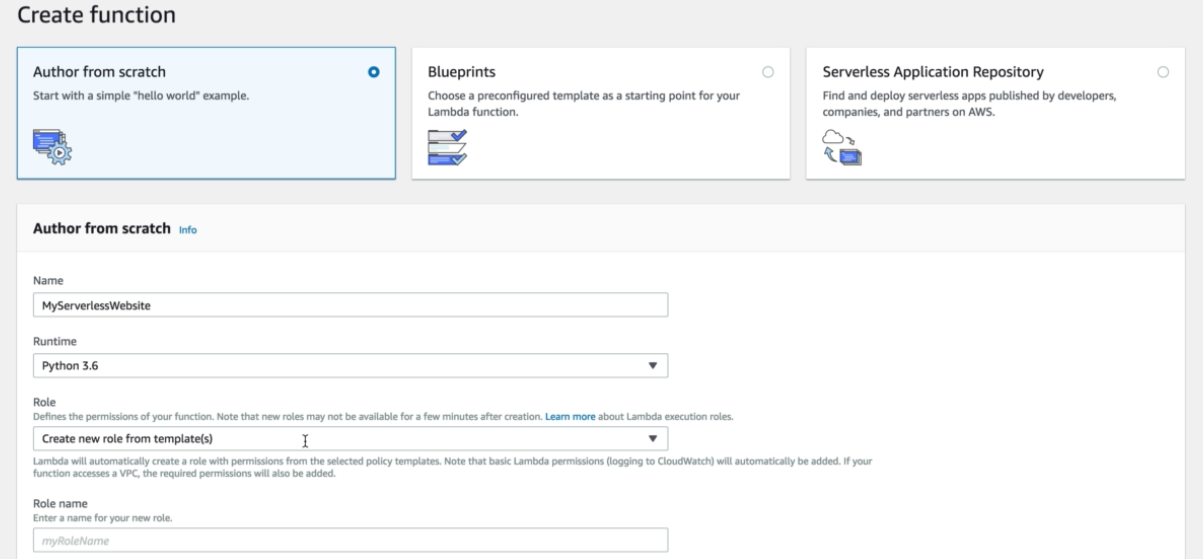 Create function
Author from scratch
Start with a simple "hello world" example.
Blueprints
Choose a preconfigured template as a starting point for your
Lambda function.
Serverless Application Repository
Find and deploy serverless apps published by developers,
companies, and partners on AWS.
Author from scratch Info
Name
MyServerlessWebsite
Runtime
Python 3.6
Role
Defines the permissions of your function. Note that new roles may not be available for a few minutes after creation. Learn more about Lambda execution roles.
Create new role from template(s)
Lambda will automatically create a role with permissions from the selected policy templates. Note that basic Lambda permissions (logging to CloudWatch) will automatically be added. If your
function accesses a VPC, the required permissions will also be added.
Role name
Enter a name for your new role.
myRoleName